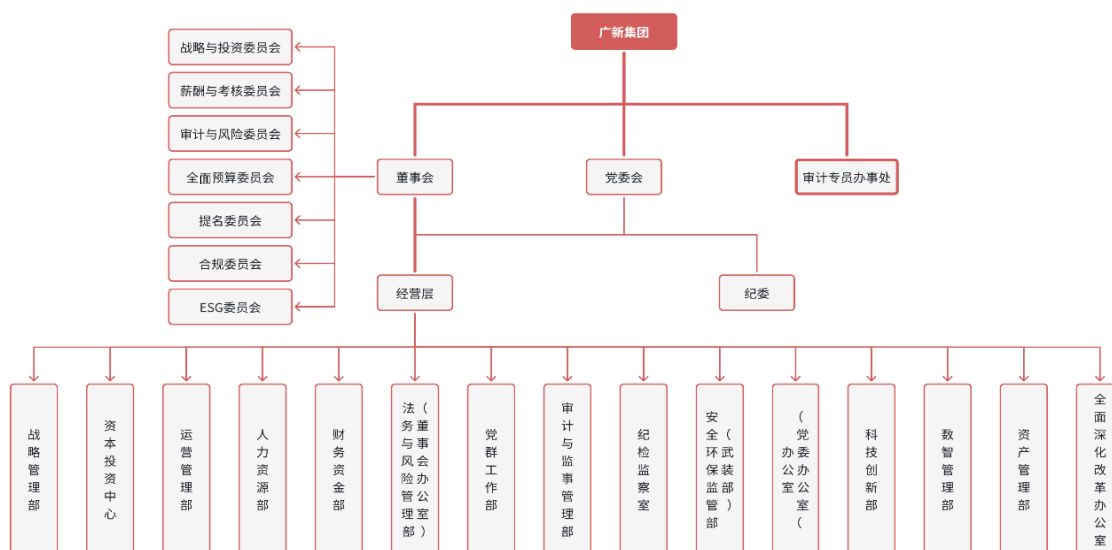 广新集团
战略与投资委员会
薪酬与考核委员会
审计与风险委员会
全面预算委员会
提名委员会
合规委员会
ESG委员会
董事会
党委会
审计专员办事处
经营层
纪委
战略管理部
资本投资中心
运营管理部
人力资源部
财务资金部
法务与风险管理部
（董事会办公室）
党群工作部
审计与监事管理部
纪检监察室
安全环保监管部
（武装部）
办公室
（党委办公室（
科技创新部
数智管理部
资产管理部
全面深化改革办公室